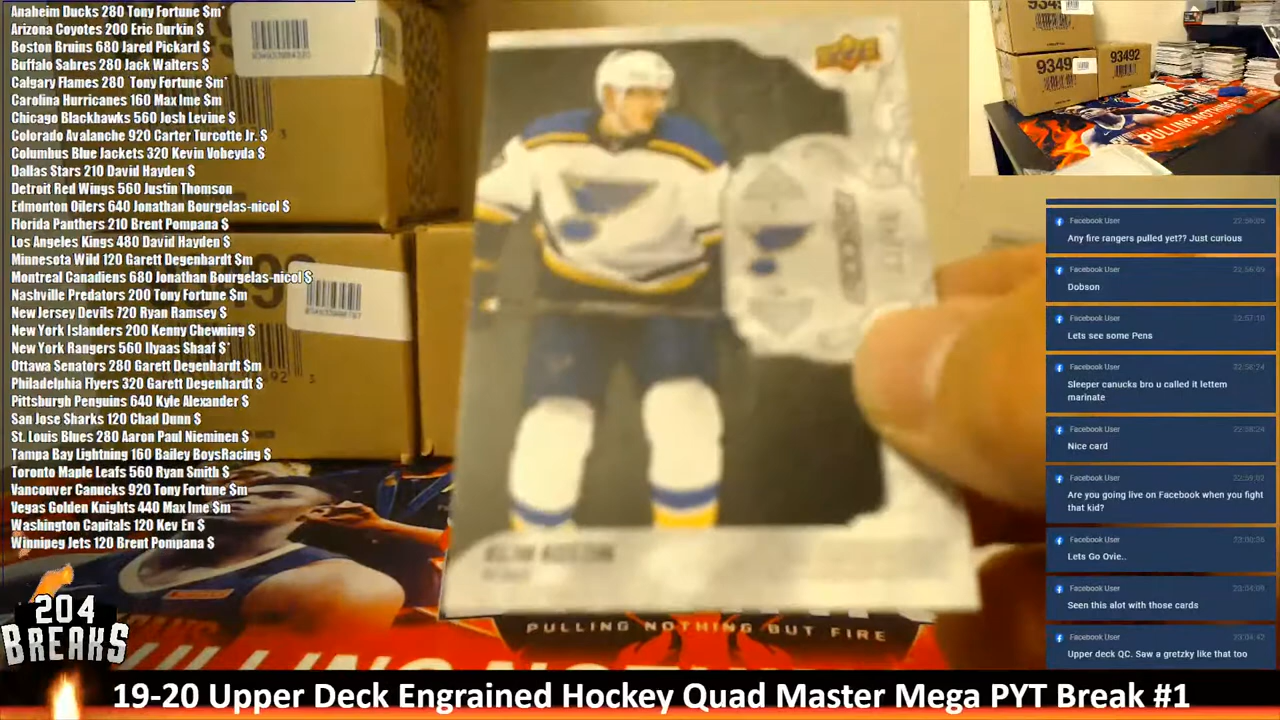 Anaheim Ducks 280 Tony Fortune $m*
Arizona Coyotes 200 Eric Durkin $
Boston Bruins 680 Jared Pickard $
Buffalo Sabres 280 Jack Walters $
Calgary Flames 280 Tony Fortune $m*
Carolina Hurricanes 160 Max Ime $m
Chicago Blackhawks 560 Josh Levine $
Colorado Avalanche 920 Carter Turcotte Jr. $
Columbus Blue Jackets 320 Kevin Vobeyda $
Dallas Stars 210 David Hayden $
Detroit Red Wings 560 Justin Thomson
Edmonton Oilers 640 Jonathan Bourgelas-nicol $
Florida Panthers 210 Brent Pompana $
Los Angeles Kings 480 David Hayden $
Minnesota Wild 120 Garett Degenhardt $m
Montreal Canadiens 680 Jonathan Bourgelas-nicol $
Nashville Predators 200 Tony Fortune $m
New Jersey Devils 720 Ryan Ramsey $
New York Islanders 200 Kenny Chewning $
New York Rangers 560 Ilyaas Shaaf $*
Ottawa Senators 280 Garett Degenhardt $m
Philadelphia Flyers 320 Garett Degenhardt $
Pittsburgh Penguins 640 Kyle Alexander $
San Jose Sharks 120 Chad Dunn $
St. Louis Blues 280 Aaron Paul Nieminen $
Tampa Bay Lightning 160 Bailey BoysRacing $
Toronto Maple Leafs 560 Ryan Smith $
Vancouver Canucks 920 Tony Fortune $m
Vegas Golden Knights 440 Max Ime $m
Washington Capitals 120 Kev En $
Winnipeg Jets 120 Brent Pompana $
204
BREAKS
PULLING NOTHING BUT FIRE
93492
Facebook User 22:56:05
Any fire rangers pulled yet?? Just curious
Facebook User 22:56:09
Dobson
Facebook User 22:57:10
Lets see some Pens
Facebook User
Sleeper canucks bro u called it lettem
marinate
Facebook User
Nice card
Facebook User
Are you going live on Facebook when you fight
that kid?
Facebook User
Lets Go Ovie..
Facebook User
Seen this alot with those cards
Facebook User
Upper deck QC. Saw a gretzky like that too
19-20 Upper Deck Engrained Hockey Quad Master Mega PYT Break #1